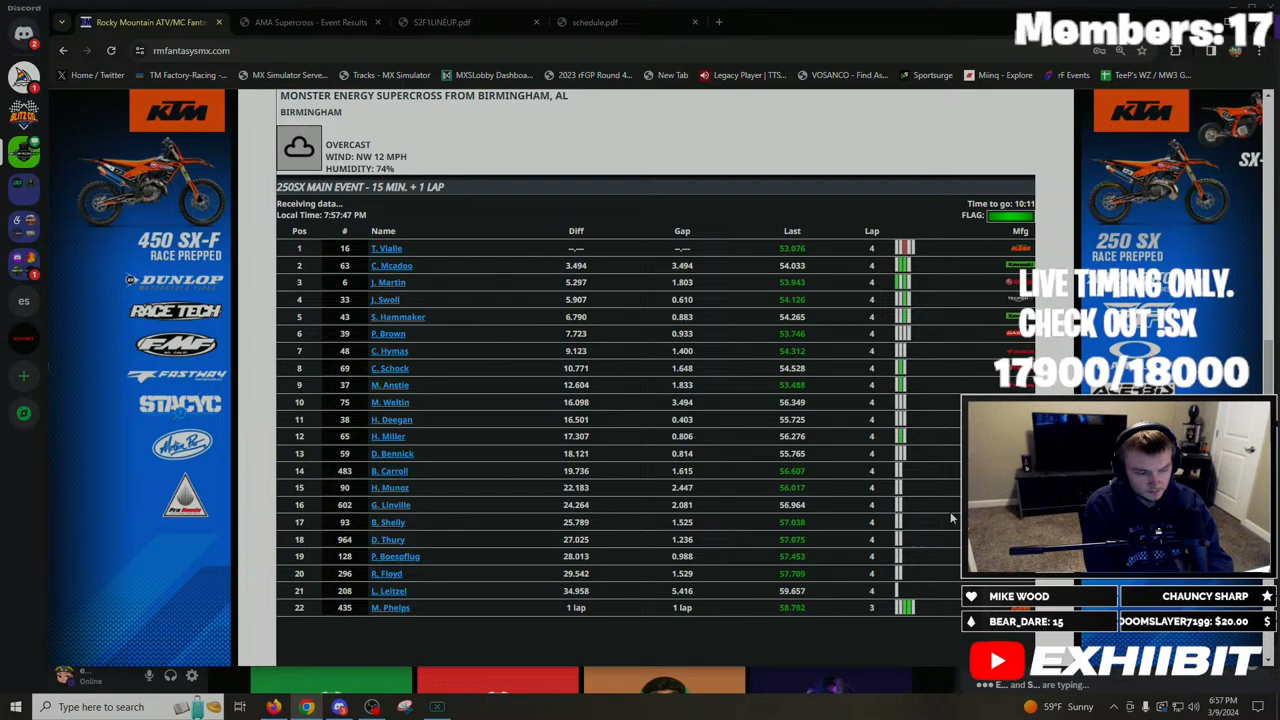 Discord
Rocky Mountain ATV/MC Fanta
AMA Supercross - Event Results
S2F1LINEUP.pdf
schedule.pdf
Members:17
rmfantasysmx.com
Home / Twitter
TM Factory-Racing -...
MX Simulator Serve...
Tracks - MX Simulator
MXSLobby Dashboa...
2023 rFGP Round 4...
New Tab
Legacy Player | TTS...
VOSANCO - Find As...
Sportsurge
Miinq - Explore
rF Events
TeeP's WZ / MW3 G...
MONSTER ENERGY SUPERCROSS FROM BIRMINGHAM, AL
BIRMINGHAM
OVERCAST
WIND: NW 12 MPH
HUMIDITY: 74%
250SX MAIN EVENT - 15 MIN. + 1 LAP
Receiving data...
Time to go: 10:11
Local Time: 7:57:47 PM
FLAG:
Pos # Name Diff Gap Last Lap Mfg
1 16 T. Vialle --.--- --.--- 53.076 4 KTM
2 63 C. Mcadoo 3.494 3.494 54.033 4 Kawasaki
3 6 J. Martin 5.297 1.803 53.943 4
4 33 J. Swoll 5.907 0.610 54.126 4
5 43 S. Hammaker 6.790 0.883 54.265 4
6 39 P. Brown 7.723 0.933 53.746 4
7 48 C. Hymas 9.123 1.400 54.312 4
8 69 C. Schock 10.771 1.648 54.528 4
9 37 M. Anstie 12.604 1.833 53.488 4
10 75 M. Weltin 16.098 3.494 56.349 4
11 38 H. Deegan 16.501 0.403 55.725 4
12 65 H. Miller 17.307 0.806 56.276 4
13 59 D. Bennick 18.121 0.814 55.765 4
14 483 B. Carroll 19.736 1.615 56.607 4
15 90 H. Munoz 22.183 2.447 56.017 4
16 602 G. Linville 24.264 2.081 56.964 4
17 93 B. Shelly 25.789 1.525 57.038 4
18 964 D. Thury 27.025 1.236 57.075 4
19 128 P. Boespflug 28.013 0.988 57.453 4
20 296 R. Floyd 29.542 1.529 57.709 4
21 208 L. Leitzel 34.958 5.416 59.657 4
22 435 M. Phelps 1 lap 1 lap 58.792 3
KTM
450 SX-F
RACE PREPPED
DUNLOP
MOTORCYCLE TIRES
RACE TECH
FMF
FASTWAY
STACYC
Motion Pro
Pro Honda
KTM
SX-
250 SX
RACE PREPPED
LIVE TIMING ONLY.
CHECK OUT !SX
17900/18000
ACERBIS
MIKE WOOD
CHAUNCY SHARP
BEAR_DARE: 15
DOOMSLAYER7199: $20.00
$
EXHIIBIT
es
e...
Online
E... and S... are typing...
Type here to search
59°F Sunny
6:57 PM
3/9/2024